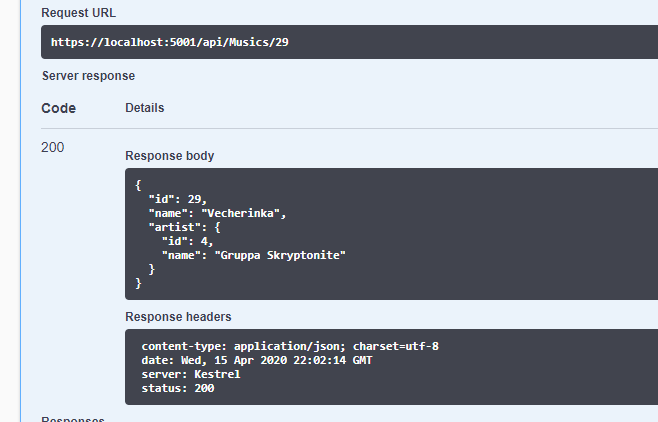 Request URL
https://localhost:5001/api/Musics/29
Server response
Code Details
200
Response body
{
"id": 29,
"name": "Vecherinka",
"artist": {
"id": 4,
"name": "Gruppa Skryptonite"
}
}
Response headers
content-type: application/json; charset=utf-8
date: Wed, 15 Apr 2020 22:02:14 GMT
server: Kestrel
status: 200
Responses